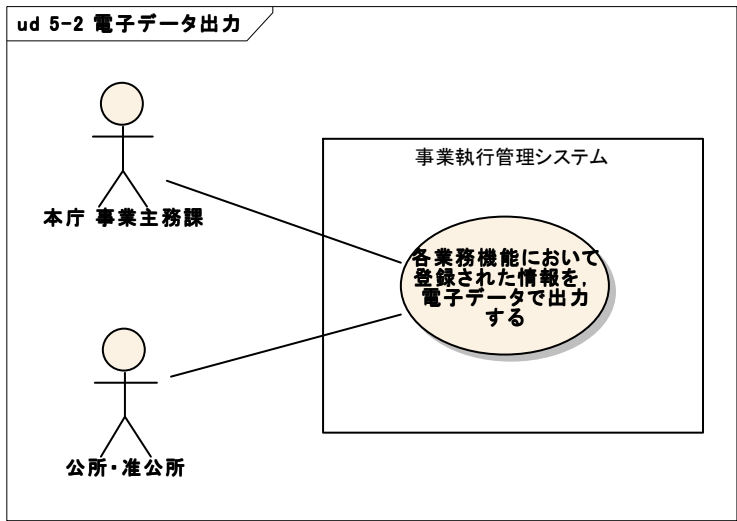 ud 5-2 電子データ出力
事業執行管理システム
本庁 事業主務課
各業務機能において
登録された情報を,
電子データで出力
する
公所・准公所